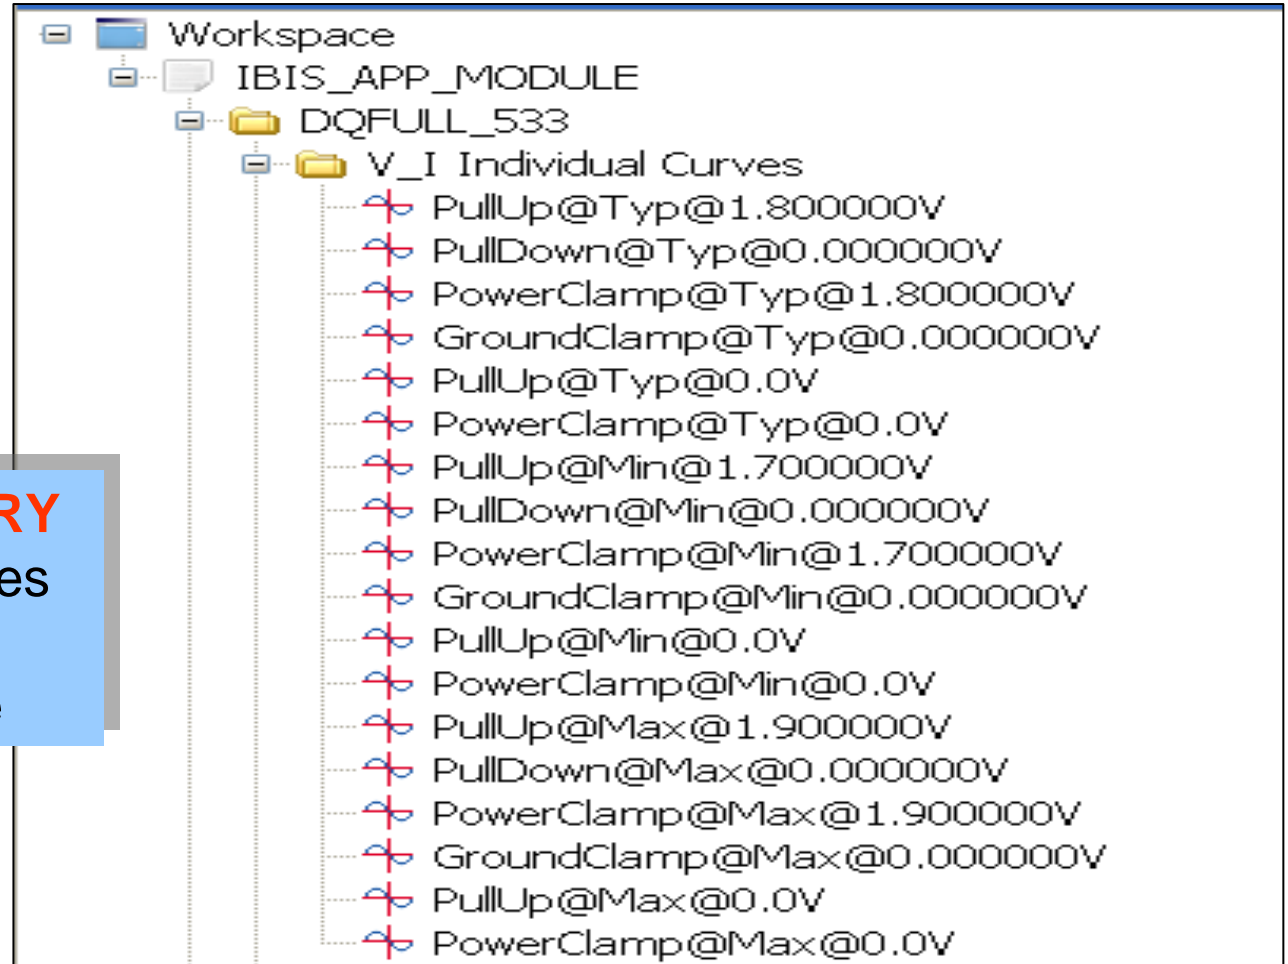 Workspace
IBIS_APP_MODULE
DQFULL_533
V_I Individual Curves
PullUp@Typ@1.800000V
PullDown@Typ@0.000000V
PowerClamp@Typ@1.800000V
GroundClamp@Typ@0.000000V
PullUp@Typ@0.0V
PowerClamp@Typ@0.0V
PullUp@Min@1.700000V
PullDown@Min@0.000000V
PowerClamp@Min@1.700000V
GroundClamp@Min@0.000000V
PullUp@Min@0.0V
PowerClamp@Min@0.0V
PullUp@Max@1.900000V
PullDown@Max@0.000000V
PowerClamp@Max@1.900000V
GroundClamp@Max@0.000000V
PullUp@Max@0.0V
PowerClamp@Max@0.0V
RY
es